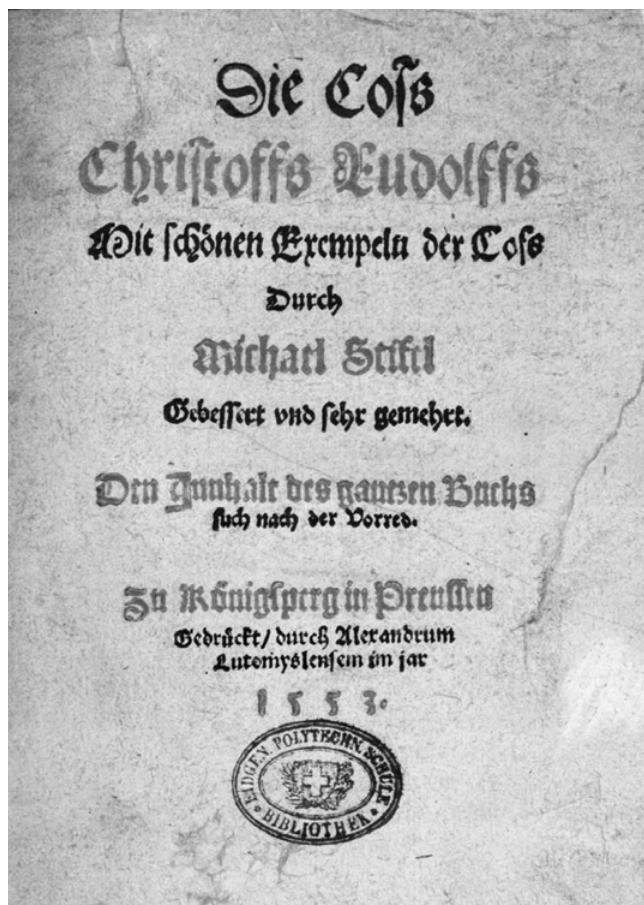 Die Coſs
Chriſtoffs Rudolffs
Mit ſchönen Exempeln der Coſs
Durch
Michael Stifel
Gebeſſert vnd ſehr gemehrt.
Den Jnnhalt des gantzen Buchs
ſuch nach der Vorred.
Zu Königſperg in Preuſſen
Gedrückt/ durch Alexandrum
Lutomyslenſem im jar
1553.
EIDGEN. POLYTECHN. SCHULE
BIBLIOTHEK